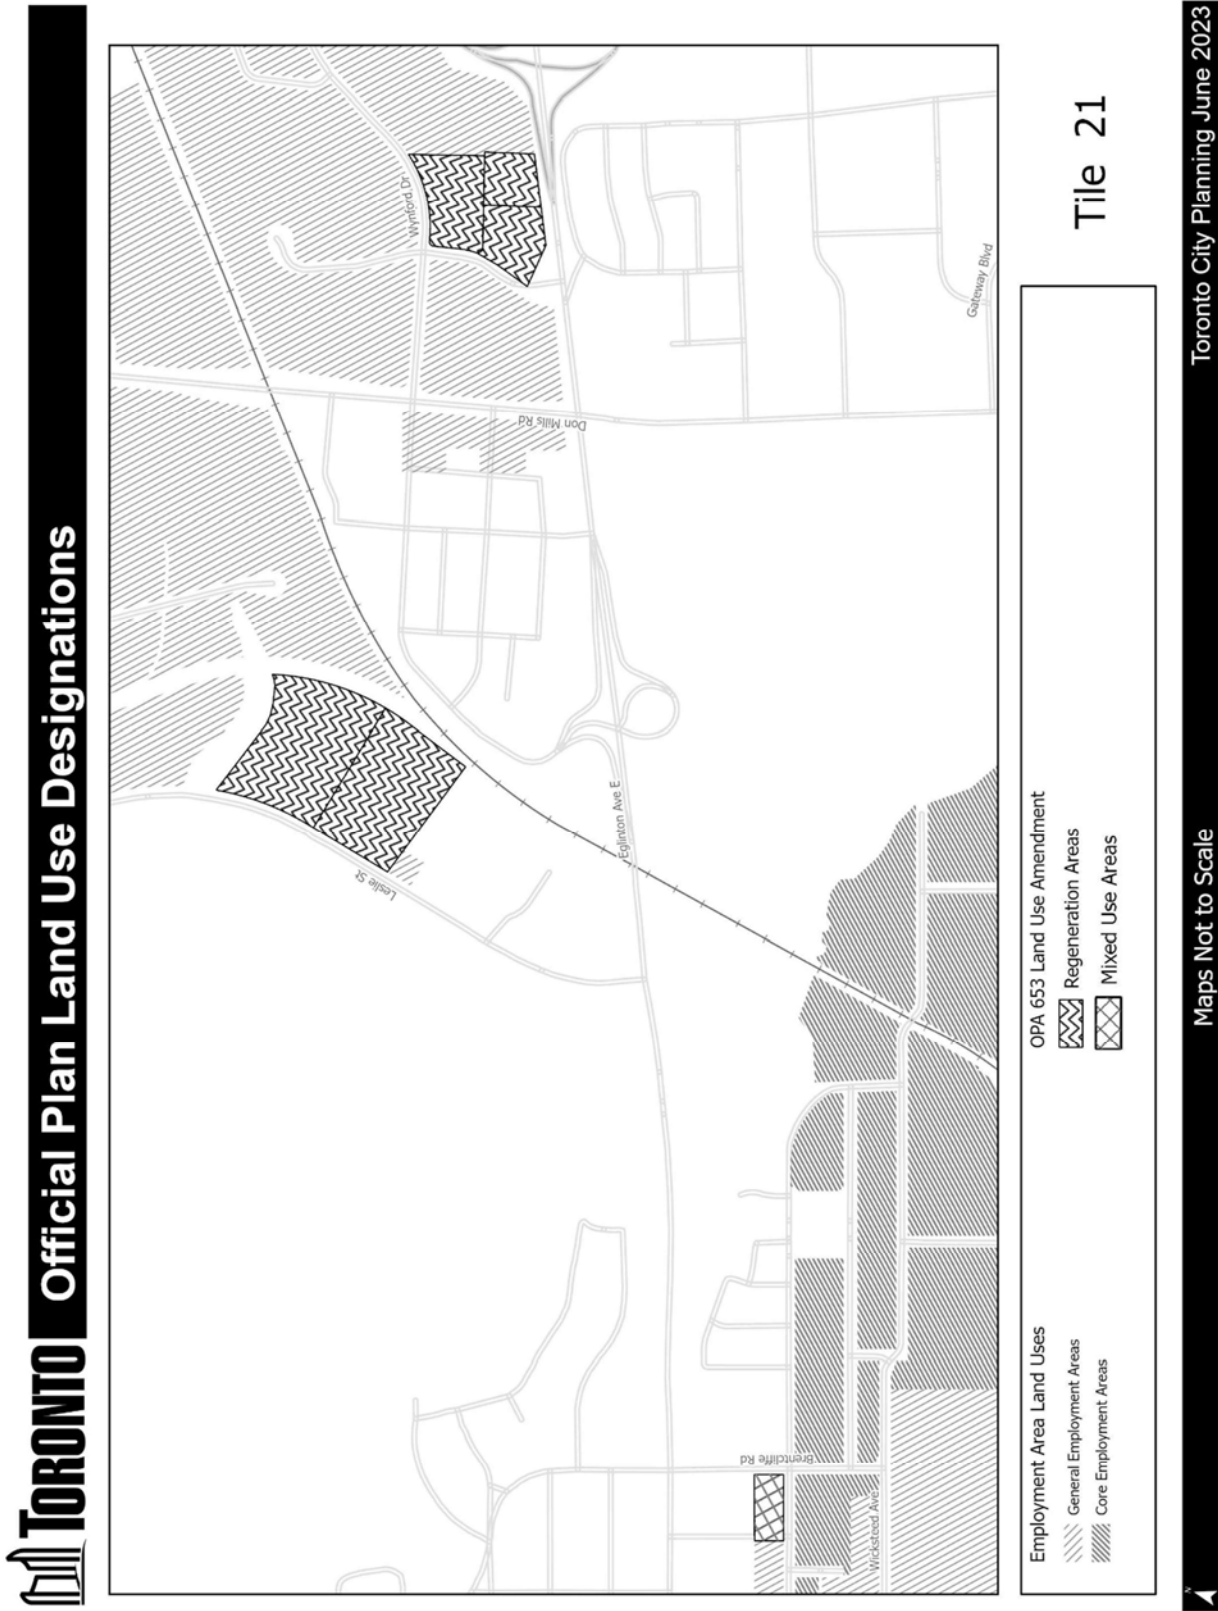 TORONTO Official Plan Land Use Designations
Wynford Dr
Don Mills Rd
Gateway Blvd
Leslie St
Eglinton Ave E
Brentcliffe Rd
Wicksteed Ave
Employment Area Land Uses
General Employment Areas
Core Employment Areas
OPA 653 Land Use Amendment
Regeneration Areas
Mixed Use Areas
Tile 21
N
Maps Not to Scale
Toronto City Planning June 2023